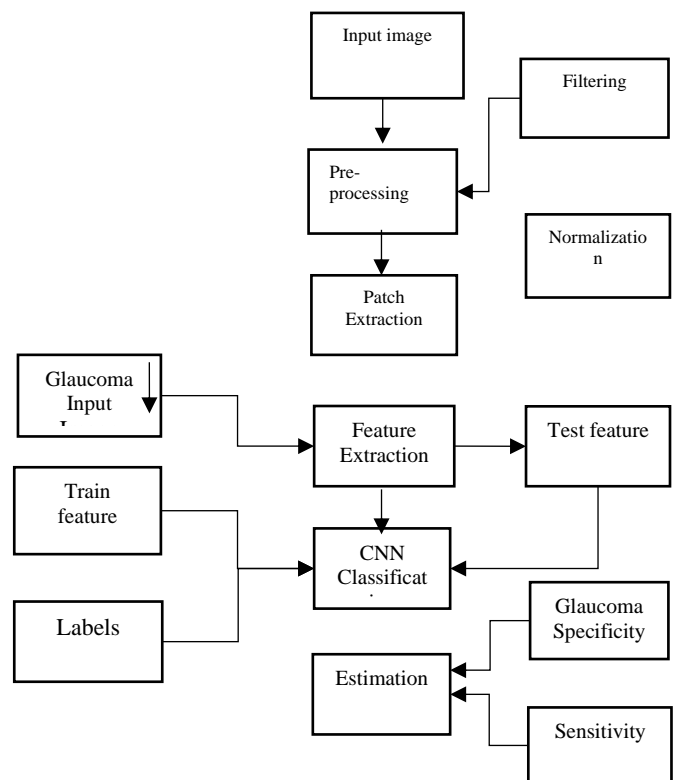 Input image
Filtering
Pre-
processing
Normalizatio
n
Patch
Extraction
Glaucoma
Input
Feature
Extraction
Test feature
Train
feature
CNN
Classificat
Labels
Glaucoma
Specificity
Estimation
Sensitivity